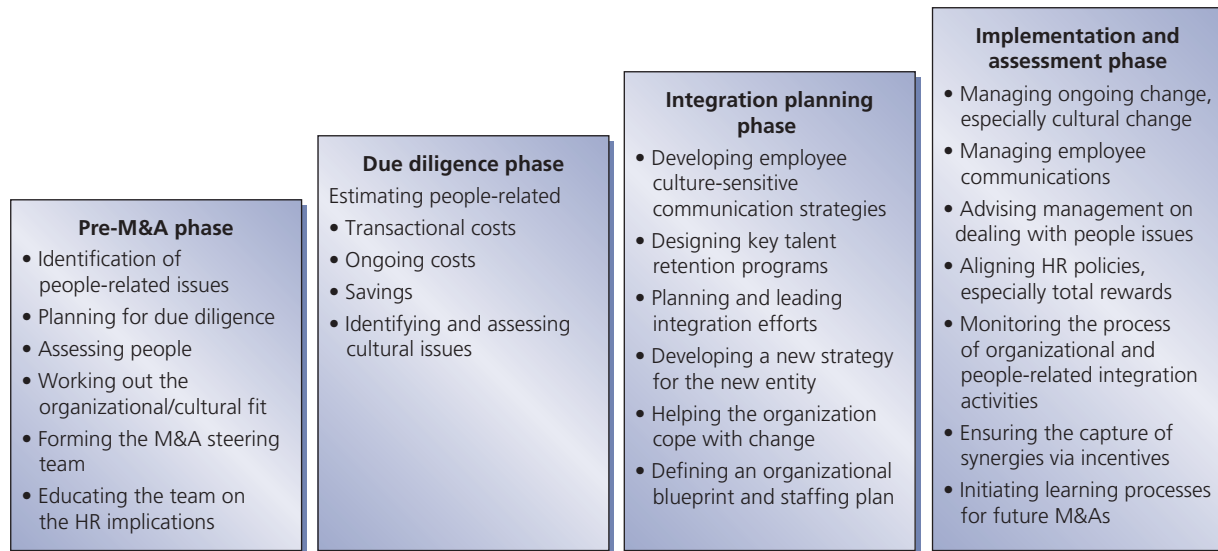 Pre-M&A phase
• Identification of
people-related issues
• Planning for due diligence
• Assessing people
• Working out the
organizational/cultural fit
• Forming the M&A steering
team
• Educating the team on
the HR implications
Due diligence phase
Estimating people-related
• Transactional costs
• Ongoing costs
• Savings
• Identifying and assessing
cultural issues
Integration planning
phase
• Developing employee
culture-sensitive
communication strategies
• Designing key talent
retention programs
• Planning and leading
integration efforts
• Developing a new strategy
for the new entity
• Helping the organization
cope with change
• Defining an organizational
blueprint and staffing plan
Implementation and
assessment phase
• Managing ongoing change,
especially cultural change
• Managing employee
communications
• Advising management on
dealing with people issues
• Aligning HR policies,
especially total rewards
• Monitoring the process
of organizational and
people-related integration
activities
• Ensuring the capture of
synergies via incentives
• Initiating learning processes
for future M&As